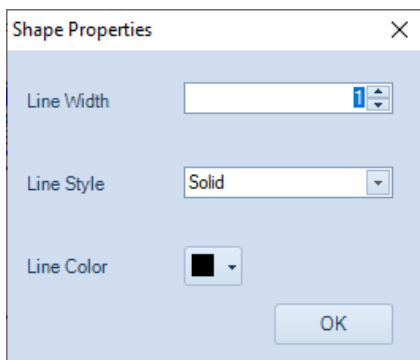 Shape Properties
Line Width
1
Line Style
Solid
Line Color
OK